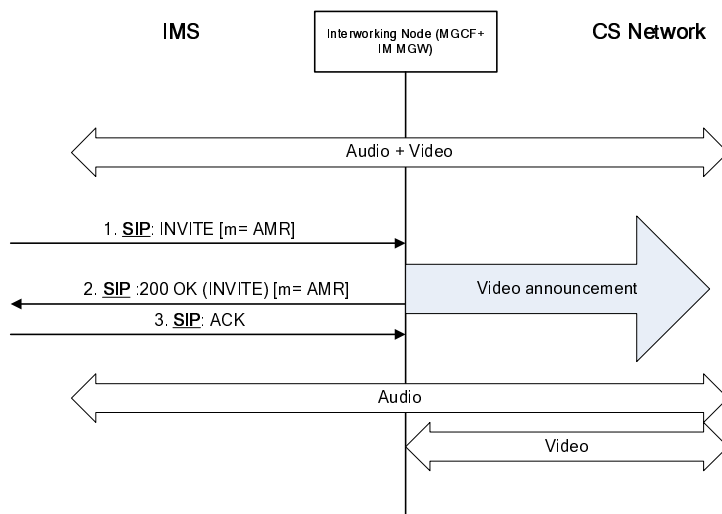 IMS
Interworking Node (MGCF+
IM MGW)
CS Network
Audio + Video
1. SIP: INVITE [m= AMR]
2. SIP :200 OK (INVITE) [m= AMR]
Video announcement
3. SIP: ACK
Audio
Video